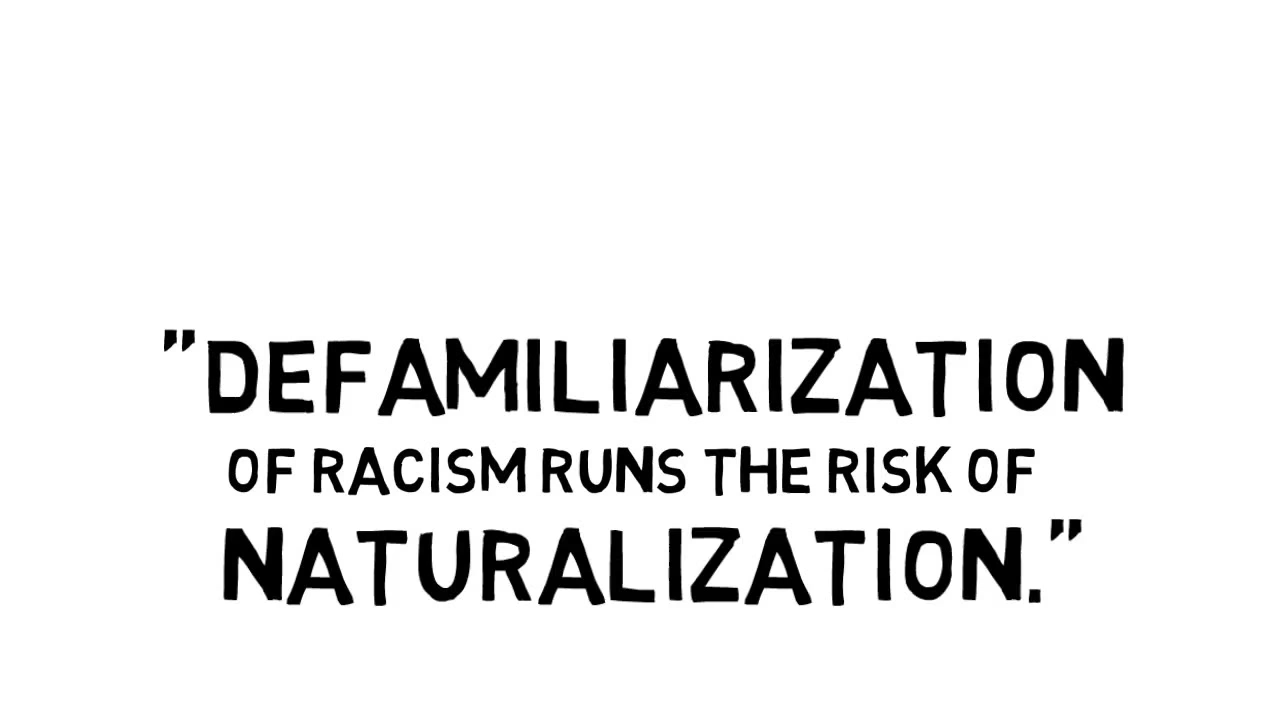 "DEFAMILIARIZATION
OF RACISM RUNS THE RISK OF
NATURALIZATION."